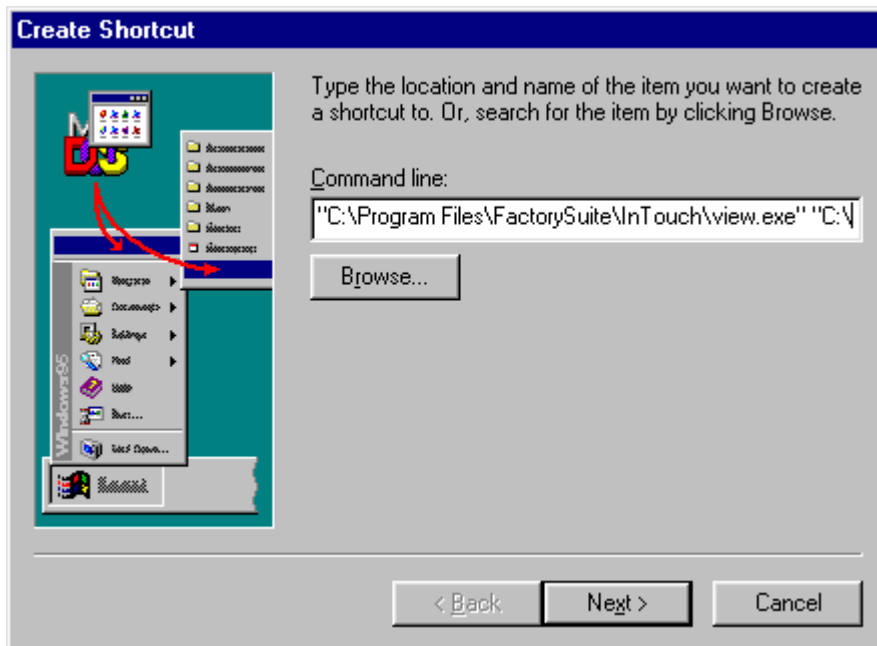 Create Shortcut
Type the location and name of the item you want to create
a shortcut to. Or, search for the item by clicking Browse.
Command line:
"C:\Program Files\FactorySuite\InTouch\view.exe" "C:\
Browse...
Windows95
< Back
Next >
Cancel